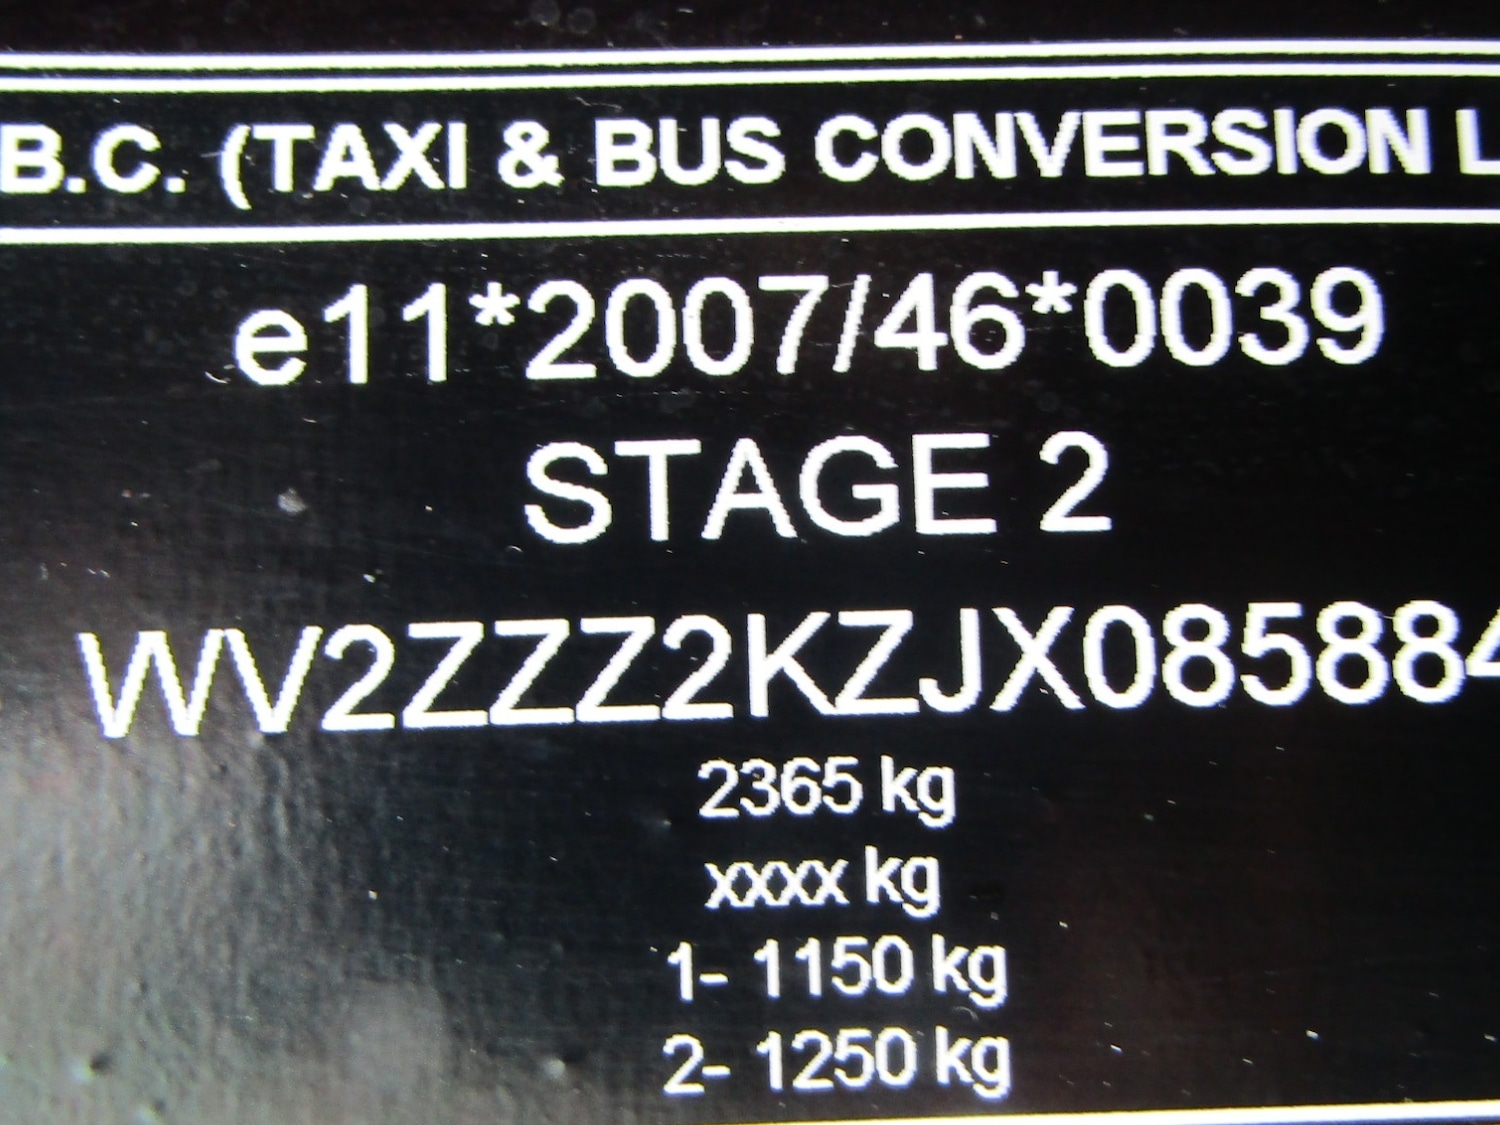 B.C. (TAXI & BUS CONVERSION L
e11*2007/46*0039
STAGE 2
WV2ZZZ2KZJX085884
2365 kg
xxxx kg
1- 1150 kg
2- 1250 kg